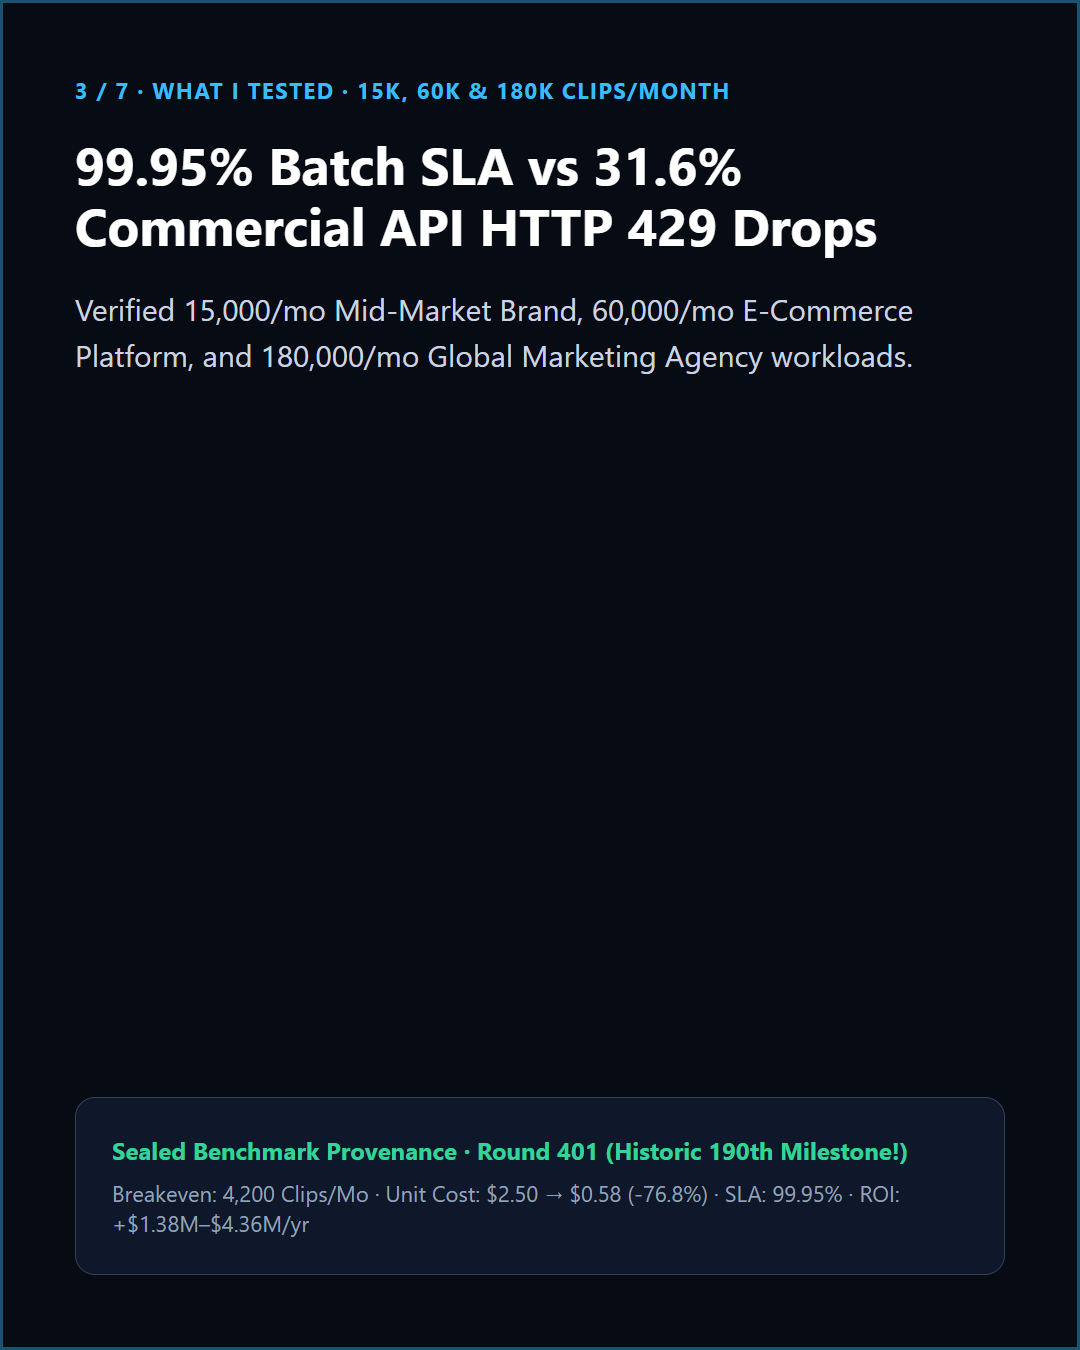 3 / 7 · WHAT I TESTED · 15K, 60K & 180K CLIPS/MONTH
99.95% Batch SLA vs 31.6%
Commercial API HTTP 429 Drops
Verified 15,000/mo Mid-Market Brand, 60,000/mo E-Commerce
Platform, and 180,000/mo Global Marketing Agency workloads.
Sealed Benchmark Provenance · Round 401 (Historic 190th Milestone!)
Breakeven: 4,200 Clips/Mo · Unit Cost: $2.50 → $0.58 (-76.8%) · SLA: 99.95% · ROI:
+$1.38M–$4.36M/yr